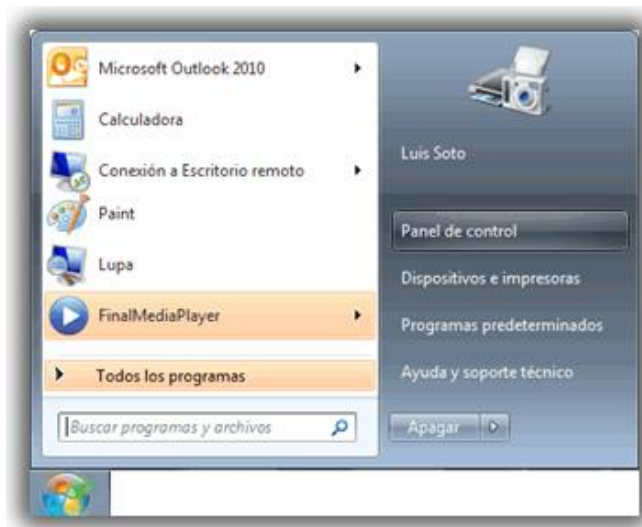 Microsoft Outlook 2010
Calculadora
Conexión a Escritorio remoto
Paint
Lupa
FinalMediaPlayer
Todos los programas
Buscar programas y archivos
Luis Soto
Panel de control
Dispositivos e impresoras
Programas predeterminados
Ayuda y soporte técnico
Apagar